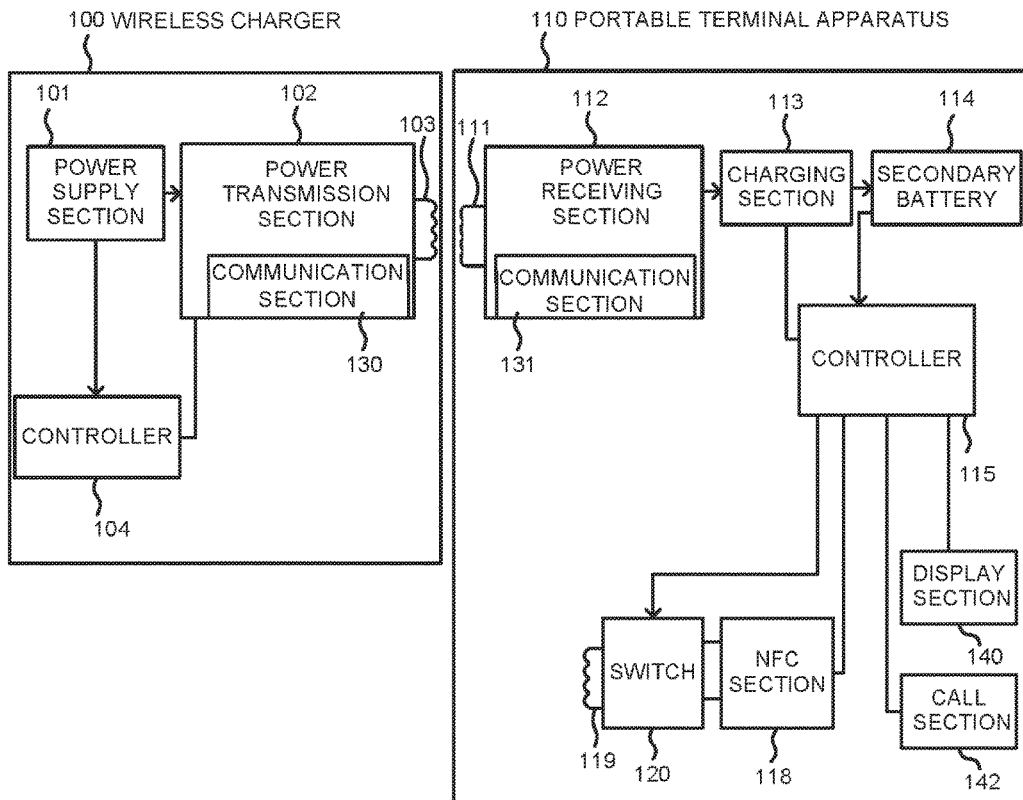 100 WIRELESS CHARGER
110 PORTABLE TERMINAL APPARATUS
101
102
103
111
112
113
114
POWER
SUPPLY
SECTION
POWER
TRANSMISSION
SECTION
COMMUNICATION
SECTION
130
POWER
RECEIVING
SECTION
COMMUNICATION
SECTION
131
CHARGING
SECTION
SECONDARY
BATTERY
CONTROLLER
104
CONTROLLER
115
DISPLAY
SECTION
140
SWITCH
NFC
SECTION
CALL
SECTION
119
120
118
142